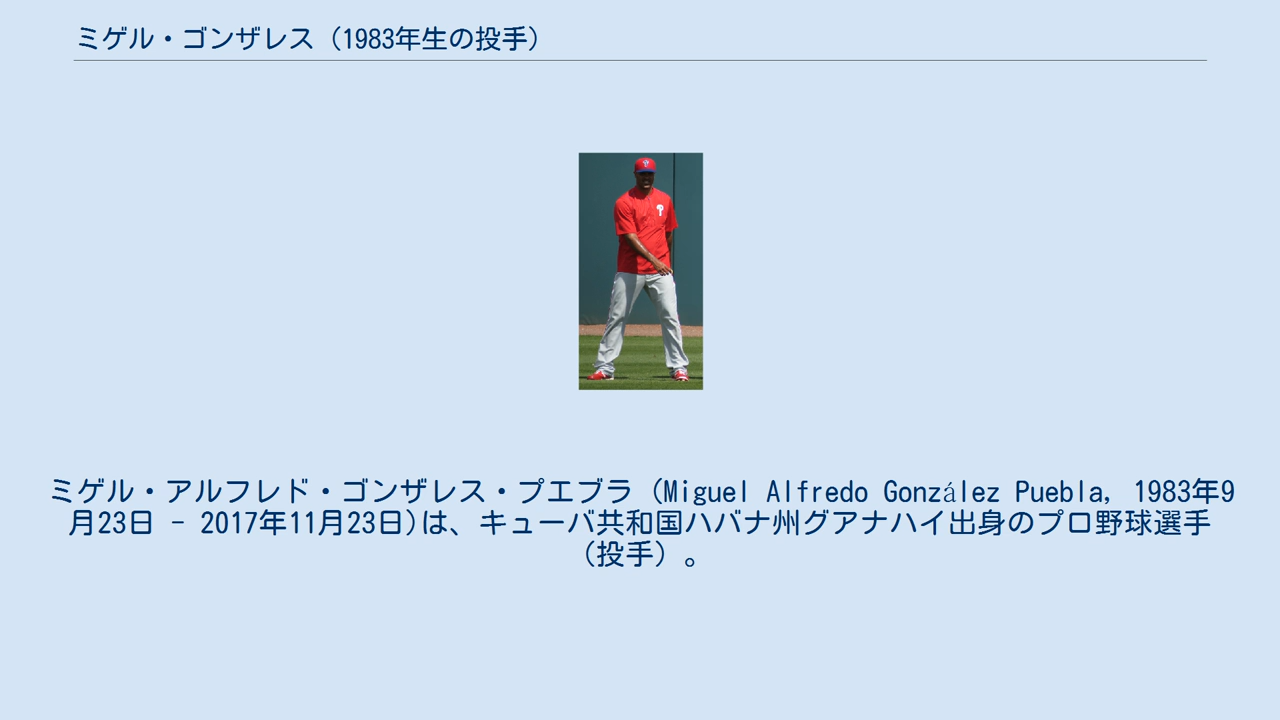 ミゲル・ゴンザレス (1983年生の投手)
ミゲル・アルフレド・ゴンザレス・プエブラ (Miguel Alfredo González Puebla, 1983年9
月23日 - 2017年11月23日)は、キューバ共和国ハバナ州グアナハイ出身のプロ野球選手
(投手) 。